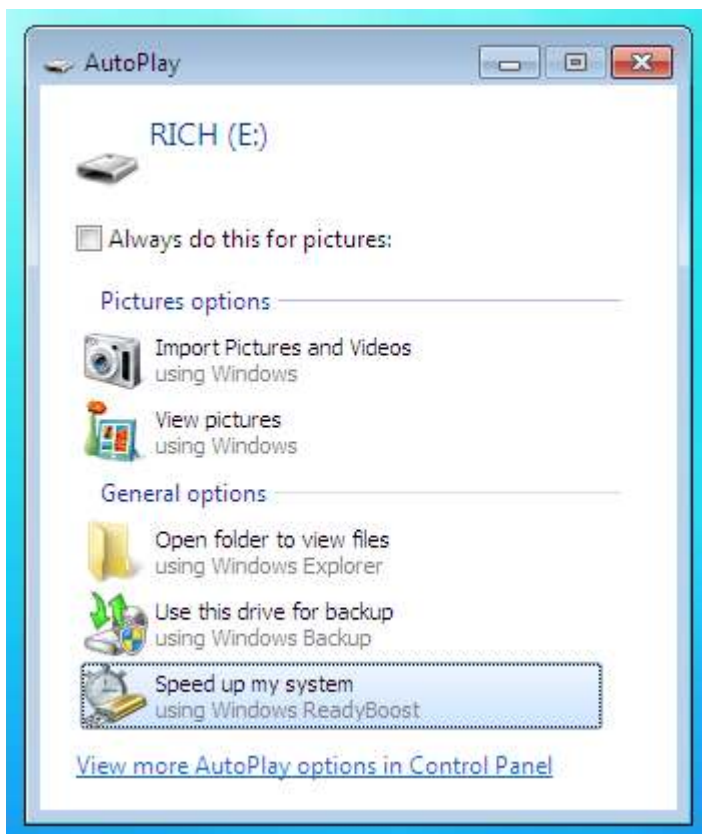 AutoPlay
RICH (E:)
Always do this for pictures:
Pictures options
Import Pictures and Videos
using Windows
View pictures
using Windows
General options
Open folder to view files
using Windows Explorer
Use this drive for backup
using Windows Backup
Speed up my system
using Windows ReadyBoost
View more AutoPlay options in Control Panel